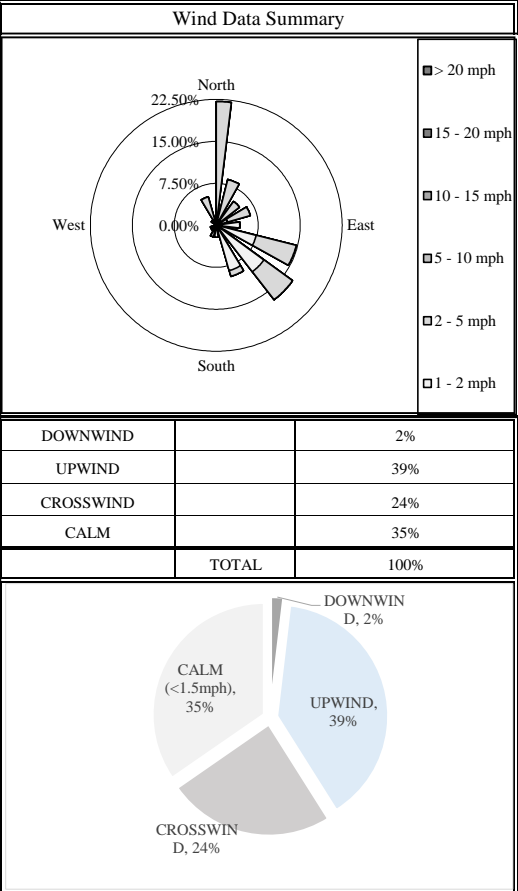 Wind Data Summary
North
22.50%
15.00%
7.50%
0.00%
West
East
South
> 20 mph
15 - 20 mph
10 - 15 mph
5 - 10 mph
2 - 5 mph
1 - 2 mph
DOWNWIND 2%
UPWIND 39%
CROSSWIND 24%
CALM 35%
TOTAL 100%
DOWNWIN
D, 2%
UPWIND,
39%
CROSSWIN
D, 24%
CALM
(<1.5mph),
35%